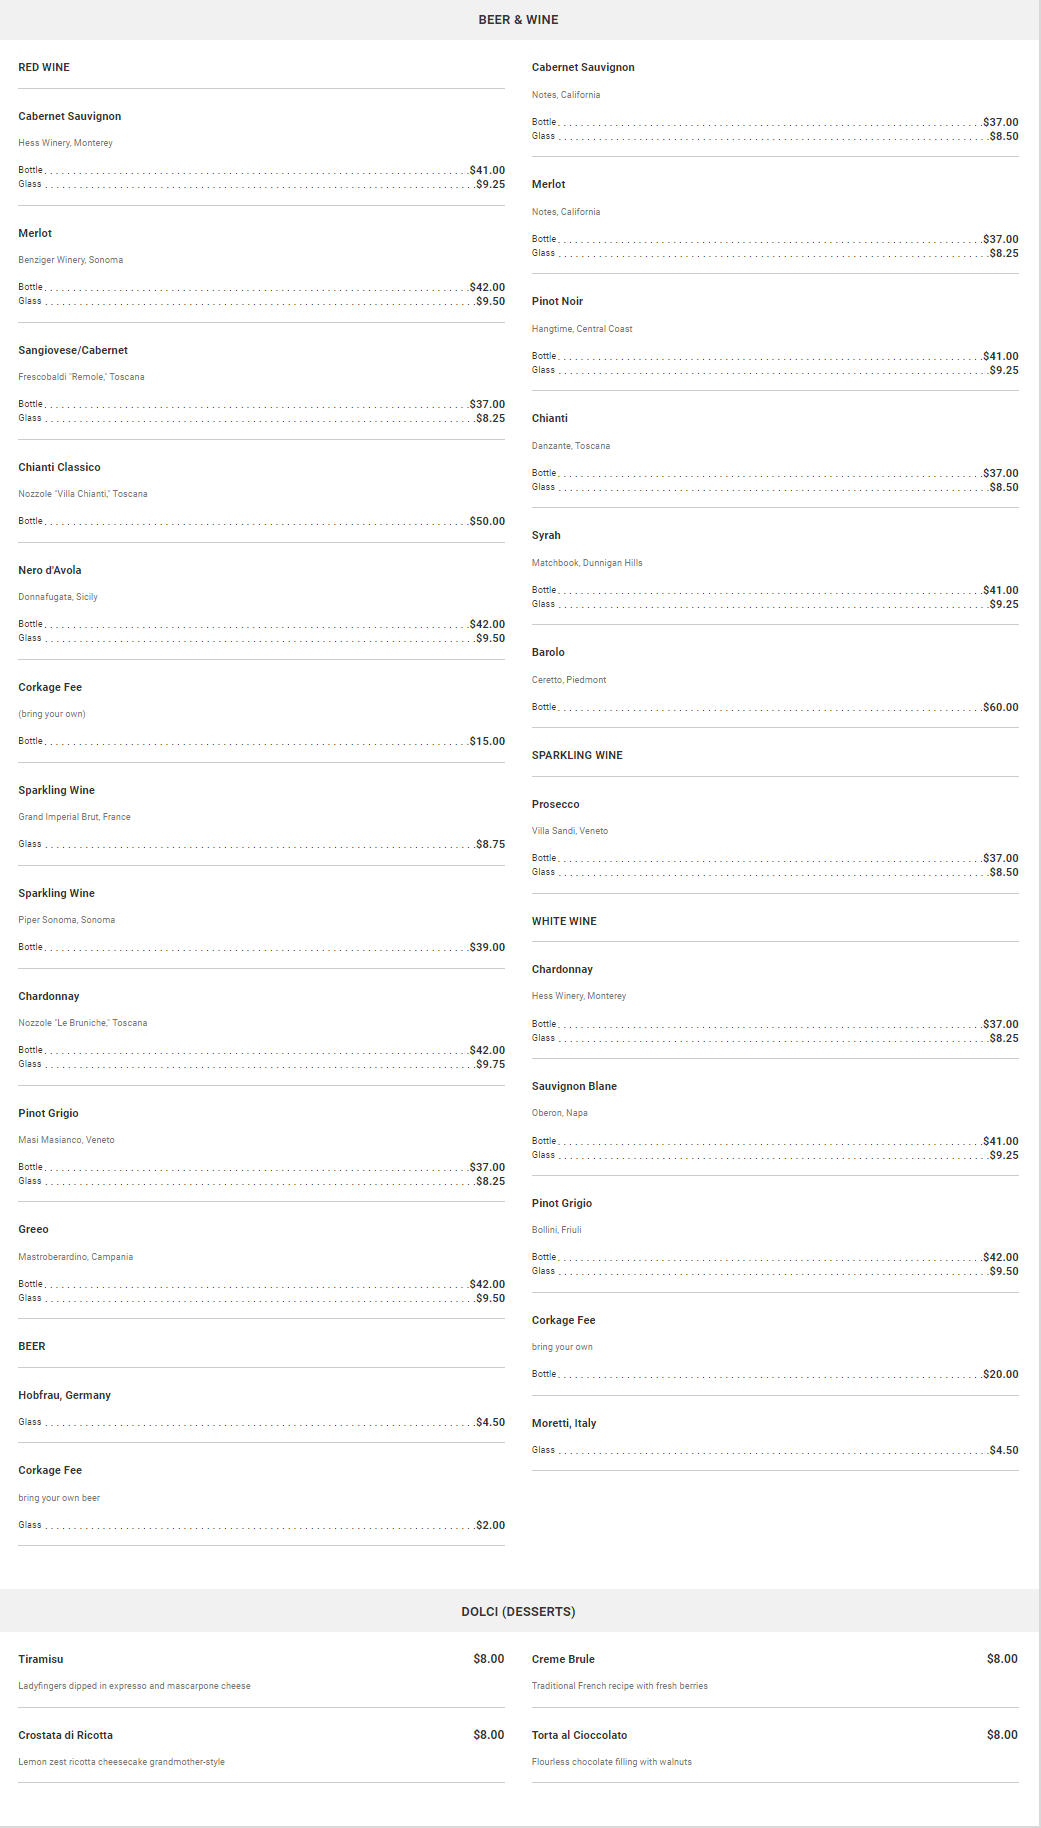 BEER & WINE
RED WINE
Cabernet Sauvignon
Hess Winery, Monterey
Bottle $41.00
Glass $9.25
Merlot
Benziger Winery, Sonoma
Bottle $42.00
Glass $9.50
Sangiovese/Cabernet
Frescobaldi "Remole," Toscana
Bottle $37.00
Glass $8.25
Chianti Classico
Nozzole "Villa Chianti," Toscana
Bottle $50.00
Nero d'Avola
Donnafugata, Sicily
Bottle $42.00
Glass $9.50
Corkage Fee
(bring your own)
Bottle $15.00
Sparkling Wine
Grand Imperial Brut, France
Glass $8.75
Sparkling Wine
Piper Sonoma, Sonoma
Bottle $39.00
Chardonnay
Nozzole "Le Bruniche," Toscana
Bottle $42.00
Glass $9.75
Pinot Grigio
Masi Masianco, Veneto
Bottle $37.00
Glass $8.25
Greeo
Mastroberardino, Campania
Bottle $42.00
Glass $9.50
BEER
Hobfrau, Germany
Glass $4.50
Corkage Fee
bring your own beer
Glass $2.00
Cabernet Sauvignon
Notes, California
Bottle $37.00
Glass $8.50
Merlot
Notes, California
Bottle $37.00
Glass $8.25
Pinot Noir
Hangtime, Central Coast
Bottle $41.00
Glass $9.25
Chianti
Danzante, Toscana
Bottle $37.00
Glass $8.50
Syrah
Matchbook, Dunnigan Hills
Bottle $41.00
Glass $9.25
Barolo
Ceretto, Piedmont
Bottle $60.00
SPARKLING WINE
Prosecco
Villa Sandi, Veneto
Bottle $37.00
Glass $8.50
WHITE WINE
Chardonnay
Hess Winery, Monterey
Bottle $37.00
Glass $8.25
Sauvignon Blane
Oberon, Napa
Bottle $41.00
Glass $9.25
Pinot Grigio
Bollini, Friuli
Bottle $42.00
Glass $9.50
Corkage Fee
bring your own
Bottle $20.00
Moretti, Italy
Glass $4.50
DOLCI (DESSERTS)
Tiramisu $8.00
Ladyfingers dipped in expresso and mascarpone cheese
Crostata di Ricotta $8.00
Lemon zest ricotta cheesecake grandmother-style
Creme Brule $8.00
Traditional French recipe with fresh berries
Torta al Cioccolato $8.00
Flourless chocolate filling with walnuts